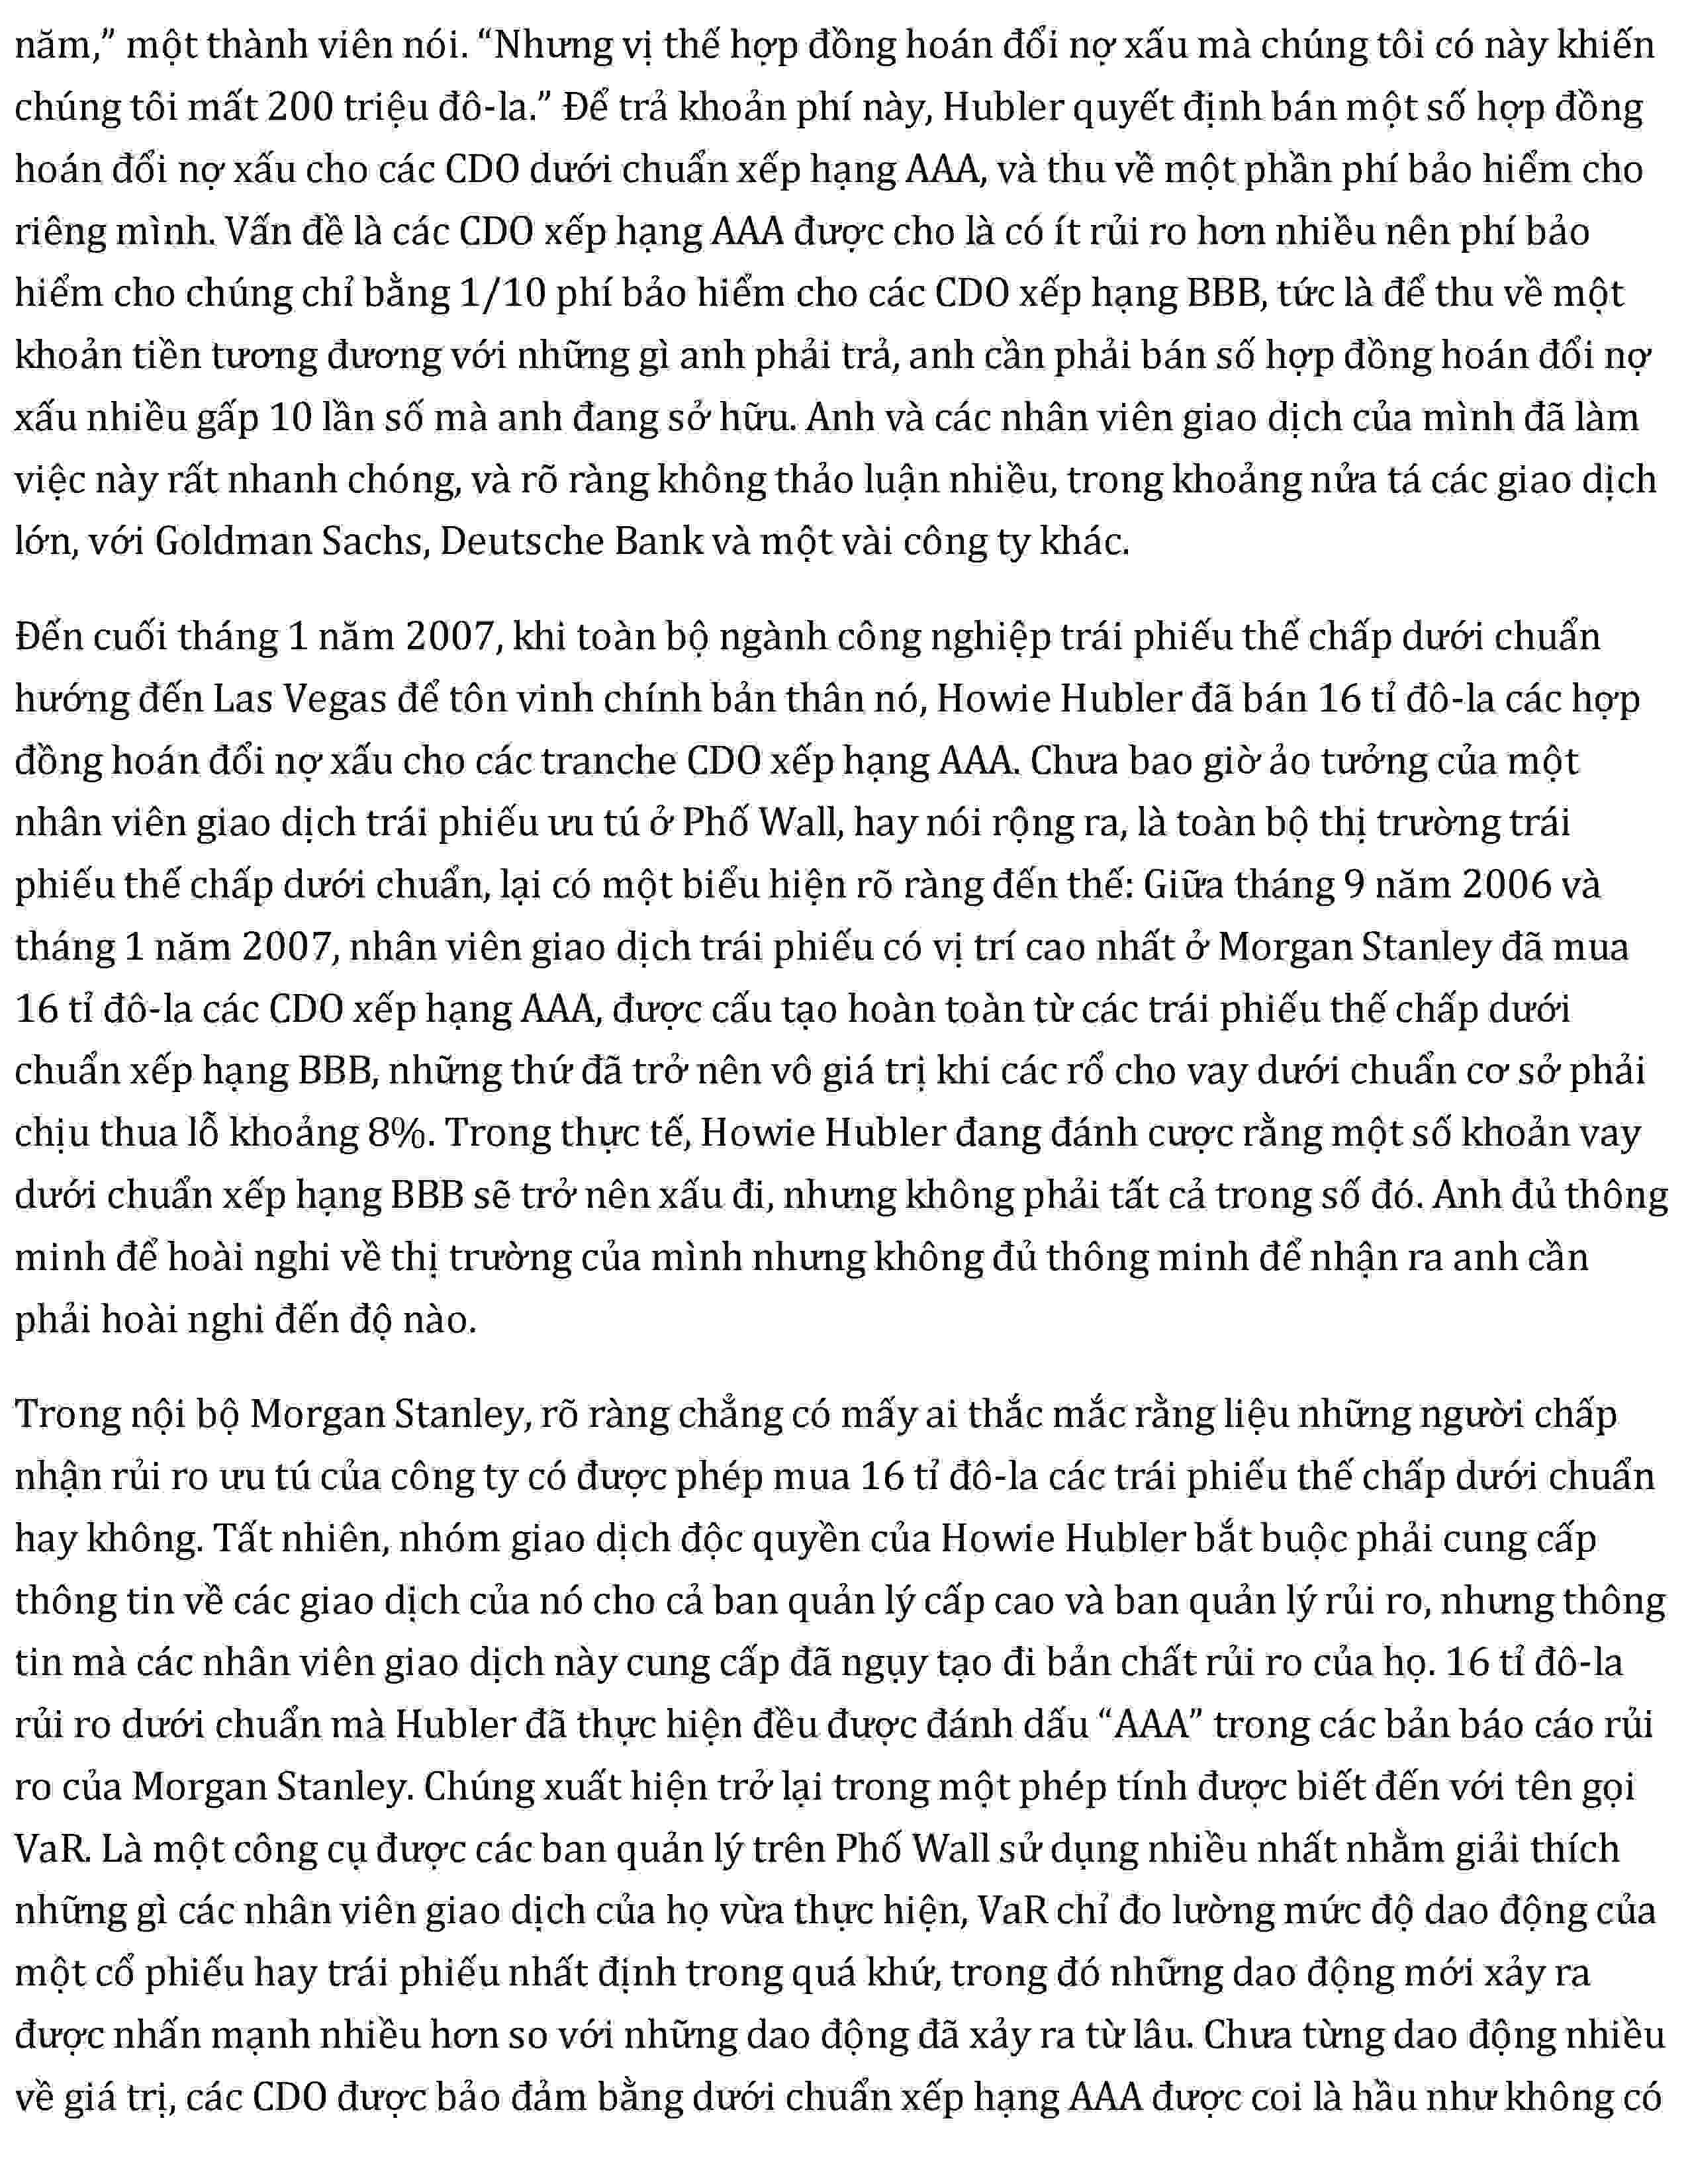 năm,” một thành viên nói. “Nhưng vị thế hợp đồng hoán đổi nợ xấu mà chúng tôi có này khiến
chúng tôi mất 200 triệu đô-la.” Để trả khoản phí này, Hubler quyết định bán một số hợp đồng
hoán đổi nợ xấu cho các CDO dưới chuẩn xếp hạng AAA, và thu về một phần phí bảo hiểm cho
riêng mình. Vấn đề là các CDO xếp hạng AAA được cho là có ít rủi ro hơn nhiều nên phí bảo
hiểm cho chúng chỉ bằng 1/10 phí bảo hiểm cho các CDO xếp hạng BBB, tức là để thu về một
khoản tiền tương đương với những gì anh phải trả, anh cần phải bán số hợp đồng hoán đổi nợ
xấu nhiều gấp 10 lần số mà anh đang sở hữu. Anh và các nhân viên giao dịch của mình đã làm
việc này rất nhanh chóng, và rõ ràng không thảo luận nhiều, trong khoảng nửa tá các giao dịch
lớn, với Goldman Sachs, Deutsche Bank và một vài công ty khác.
Đến cuối tháng 1 năm 2007, khi toàn bộ ngành công nghiệp trái phiếu thế chấp dưới chuẩn
hướng đến Las Vegas để tôn vinh chính bản thân nó, Howie Hubler đã bán 16 tỉ đô-la các hợp
đồng hoán đổi nợ xấu cho các tranche CDO xếp hạng AAA. Chưa bao giờ ảo tưởng của một
nhân viên giao dịch trái phiếu ưu tú ở Phố Wall, hay nói rộng ra, là toàn bộ thị trường trái
phiếu thế chấp dưới chuẩn, lại có một biểu hiện rõ ràng đến thế: Giữa tháng 9 năm 2006 và
tháng 1 năm 2007, nhân viên giao dịch trái phiếu có vị trí cao nhất ở Morgan Stanley đã mua
16 tỉ đô-la các CDO xếp hạng AAA, được cấu tạo hoàn toàn từ các trái phiếu thế chấp dưới
chuẩn xếp hạng BBB, những thứ đã trở nên vô giá trị khi các rổ cho vay dưới chuẩn cơ sở phải
chịu thua lỗ khoảng 8%. Trong thực tế, Howie Hubler đang đánh cược rằng một số khoản vay
dưới chuẩn xếp hạng BBB sẽ trở nên xấu đi, nhưng không phải tất cả trong số đó. Anh đủ thông
minh để hoài nghi về thị trường của mình nhưng không đủ thông minh để nhận ra anh cần
phải hoài nghi đến độ nào.
Trong nội bộ Morgan Stanley, rõ ràng chẳng có mấy ai thắc mắc rằng liệu những người chấp
nhận rủi ro ưu tú của công ty có được phép mua 16 tỉ đô-la các trái phiếu thế chấp dưới chuẩn
hay không. Tất nhiên, nhóm giao dịch độc quyền của Howie Hubler bắt buộc phải cung cấp
thông tin về các giao dịch của nó cho cả ban quản lý cấp cao và ban quản lý rủi ro, nhưng thông
tin mà các nhân viên giao dịch này cung cấp đã ngụy tạo đi bản chất rủi ro của họ. 16 tỉ đô-la
rủi ro dưới chuẩn mà Hubler đã thực hiện đều được đánh dấu “AAA” trong các bản báo cáo rủi
ro của Morgan Stanley. Chúng xuất hiện trở lại trong một phép tính được biết đến với tên gọi
VaR. Là một công cụ được các ban quản lý trên Phố Wall sử dụng nhiều nhất nhằm giải thích
những gì các nhân viên giao dịch của họ vừa thực hiện, VaR chỉ đo lường mức độ dao động của
một cổ phiếu hay trái phiếu nhất định trong quá khứ, trong đó những dao động mới xảy ra
được nhấn mạnh nhiều hơn so với những dao động đã xảy ra từ lâu. Chưa từng dao động nhiều
về giá trị, các CDO được bảo đảm bằng dưới chuẩn xếp hạng AAA được coi là hầu như không có